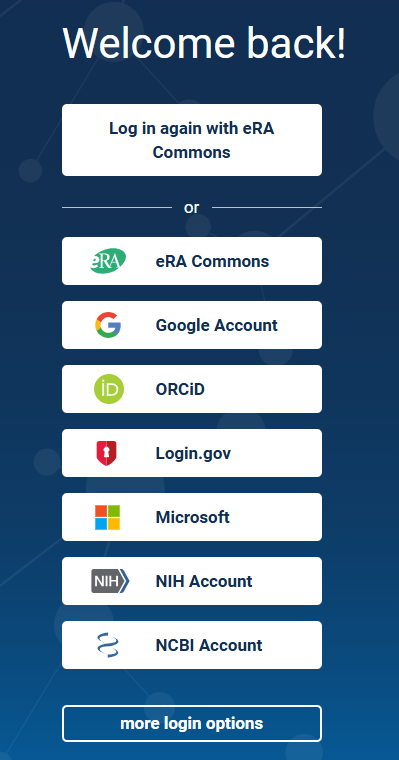 Welcome back!
Log in again with eRA
Commons
or
eRA eRA Commons
Google Account
iD ORCiD
Login.gov
Microsoft
NIH NIH Account
NCBI Account
more login options